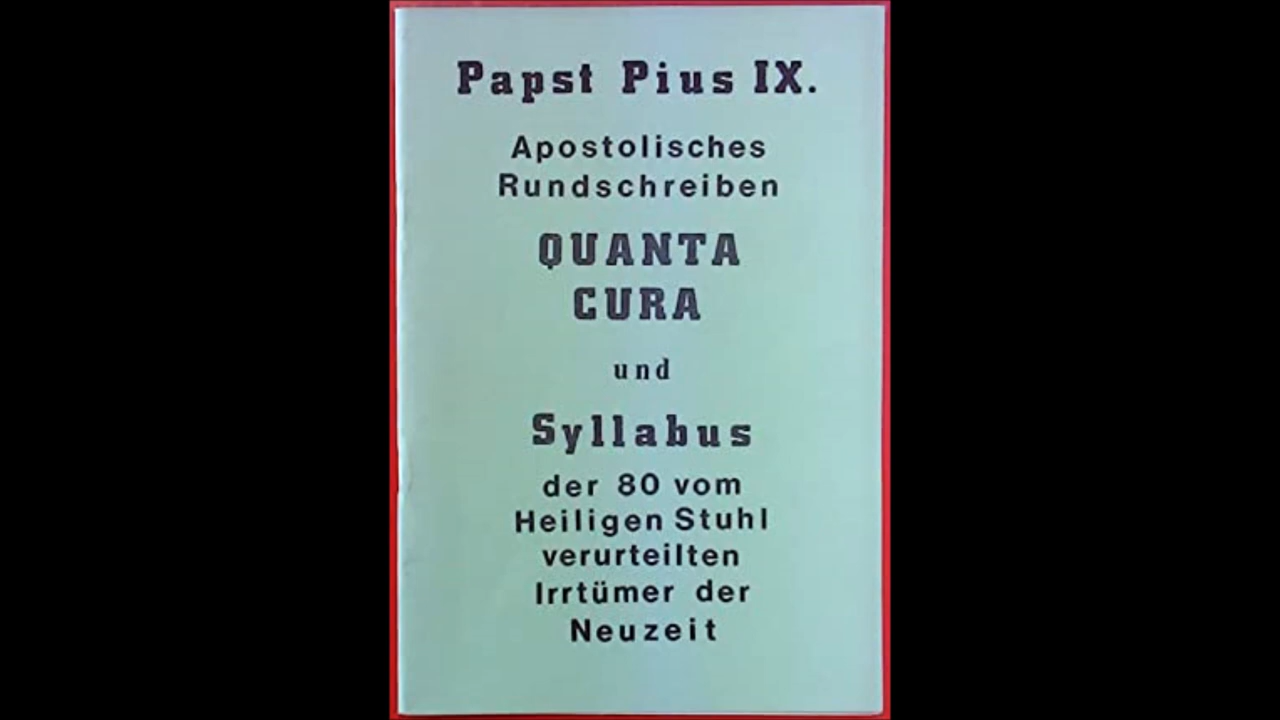 Papst Pius IX.
Apostolisches
Rundschreiben
QUANTA
CURA
und
Syllabus
der 80 vom
Heiligen Stuhl
verurteilten
Irrtümer der
Neuzeit